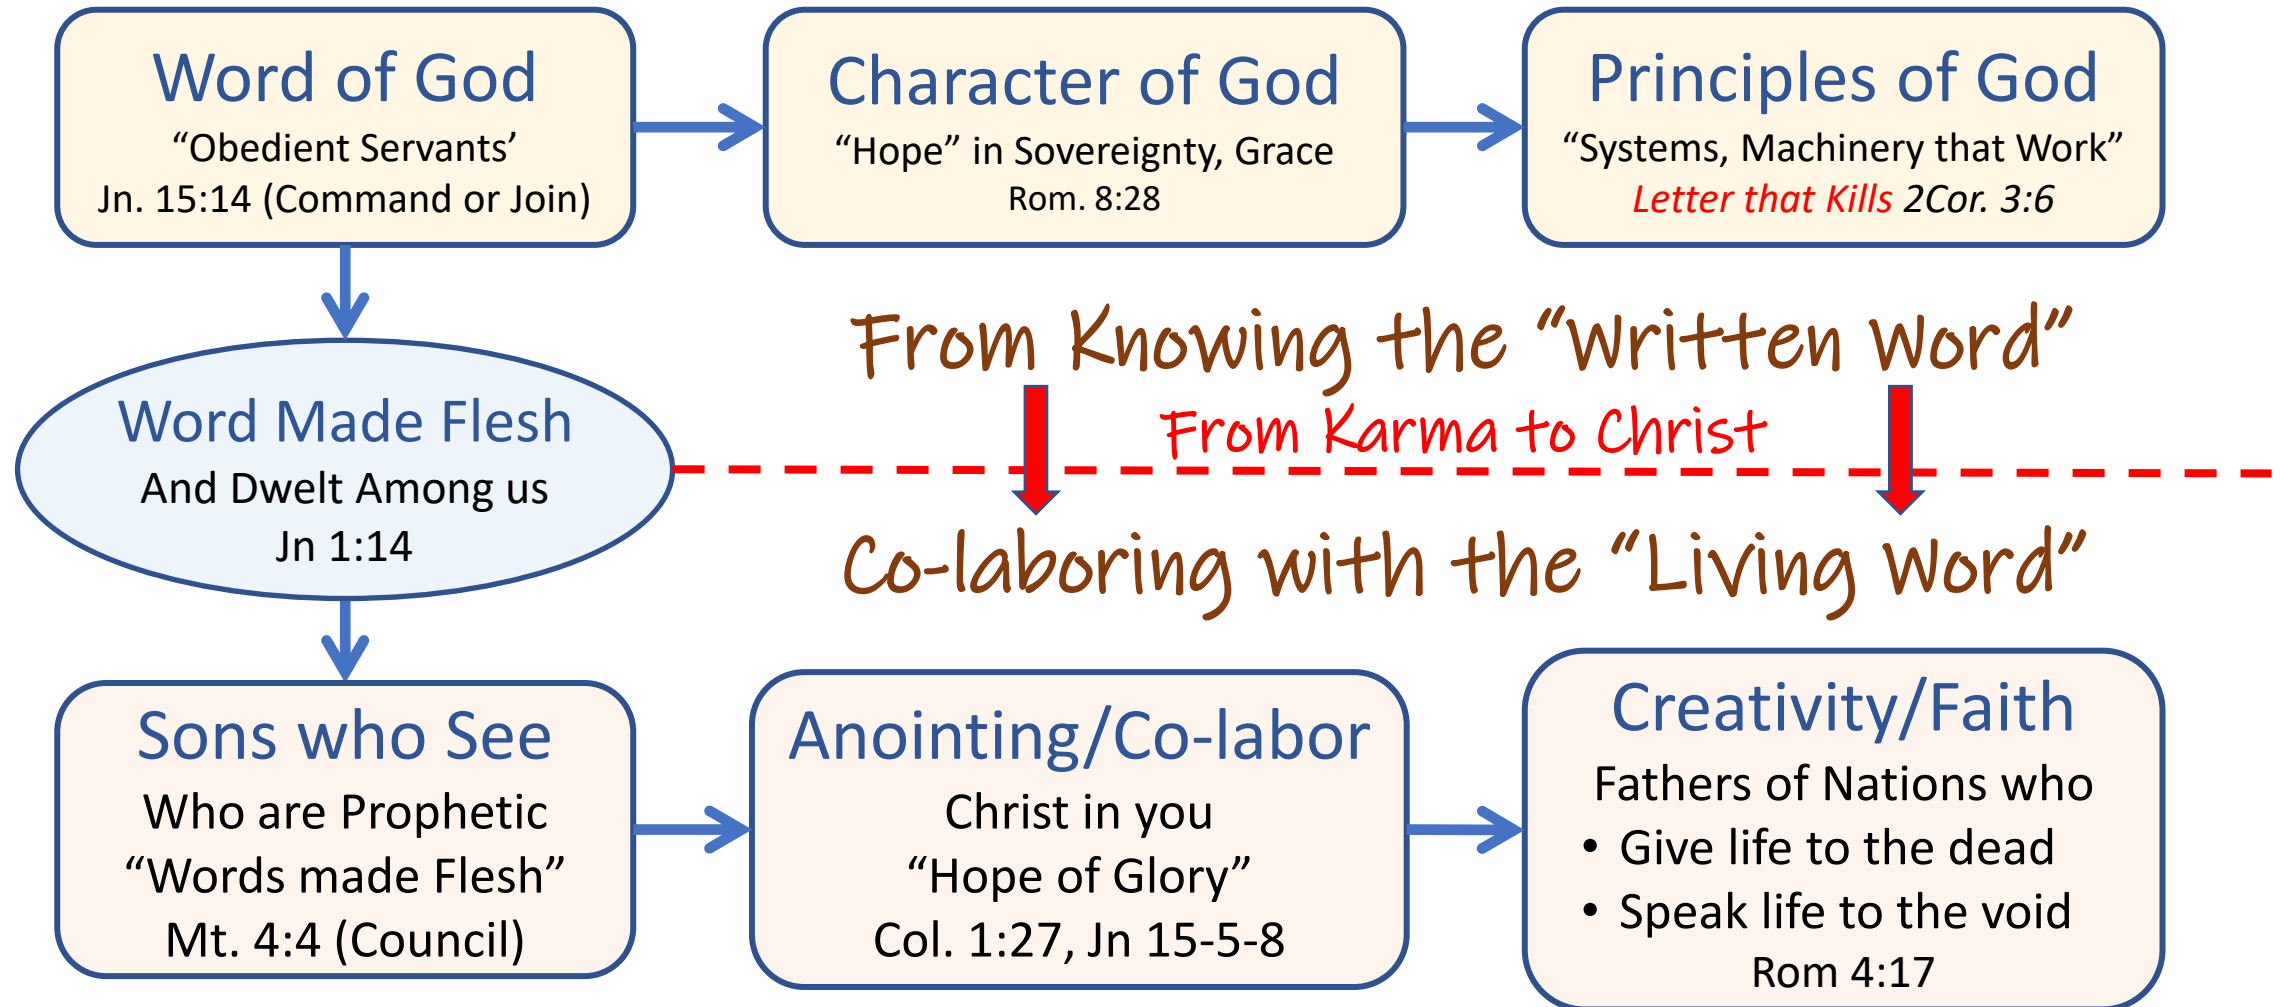 Word of God
“Obedient Servants’
Jn. 15:14 (Command or Join)
Character of God
“Hope” in Sovereignty, Grace
Rom. 8:28
Principles of God
“Systems, Machinery that Work”
Letter that Kills 2Cor. 3:6
From Knowing the “Written Word”
From Karma to Christ
Word Made Flesh
And Dwelt Among us
Jn 1:14
Co-laboring with the “Living Word”
Sons who See
Who are Prophetic
“Words made Flesh”
Mt. 4:4 (Council)
Anointing/Co-labor
Christ in you
“Hope of Glory”
Col. 1:27, Jn 15-5-8
Creativity/Faith
Fathers of Nations who
• Give life to the dead
• Speak life to the void
Rom 4:17